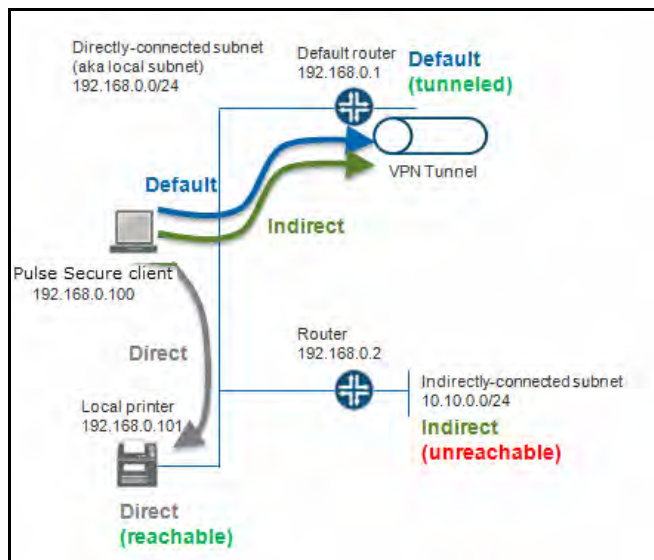 Directly-connected subnet
(aka local subnet)
192.168.0.0/24
Default router
192.168.0.1
Default
(tunneled)
VPN Tunnel
Default
Indirect
Pulse Secure client
192.168.0.100
Direct
Router
192.168.0.2
Indirectly-connected subnet
10.10.0.0/24
Indirect
(unreachable)
Local printer
192.168.0.101
Direct
(reachable)